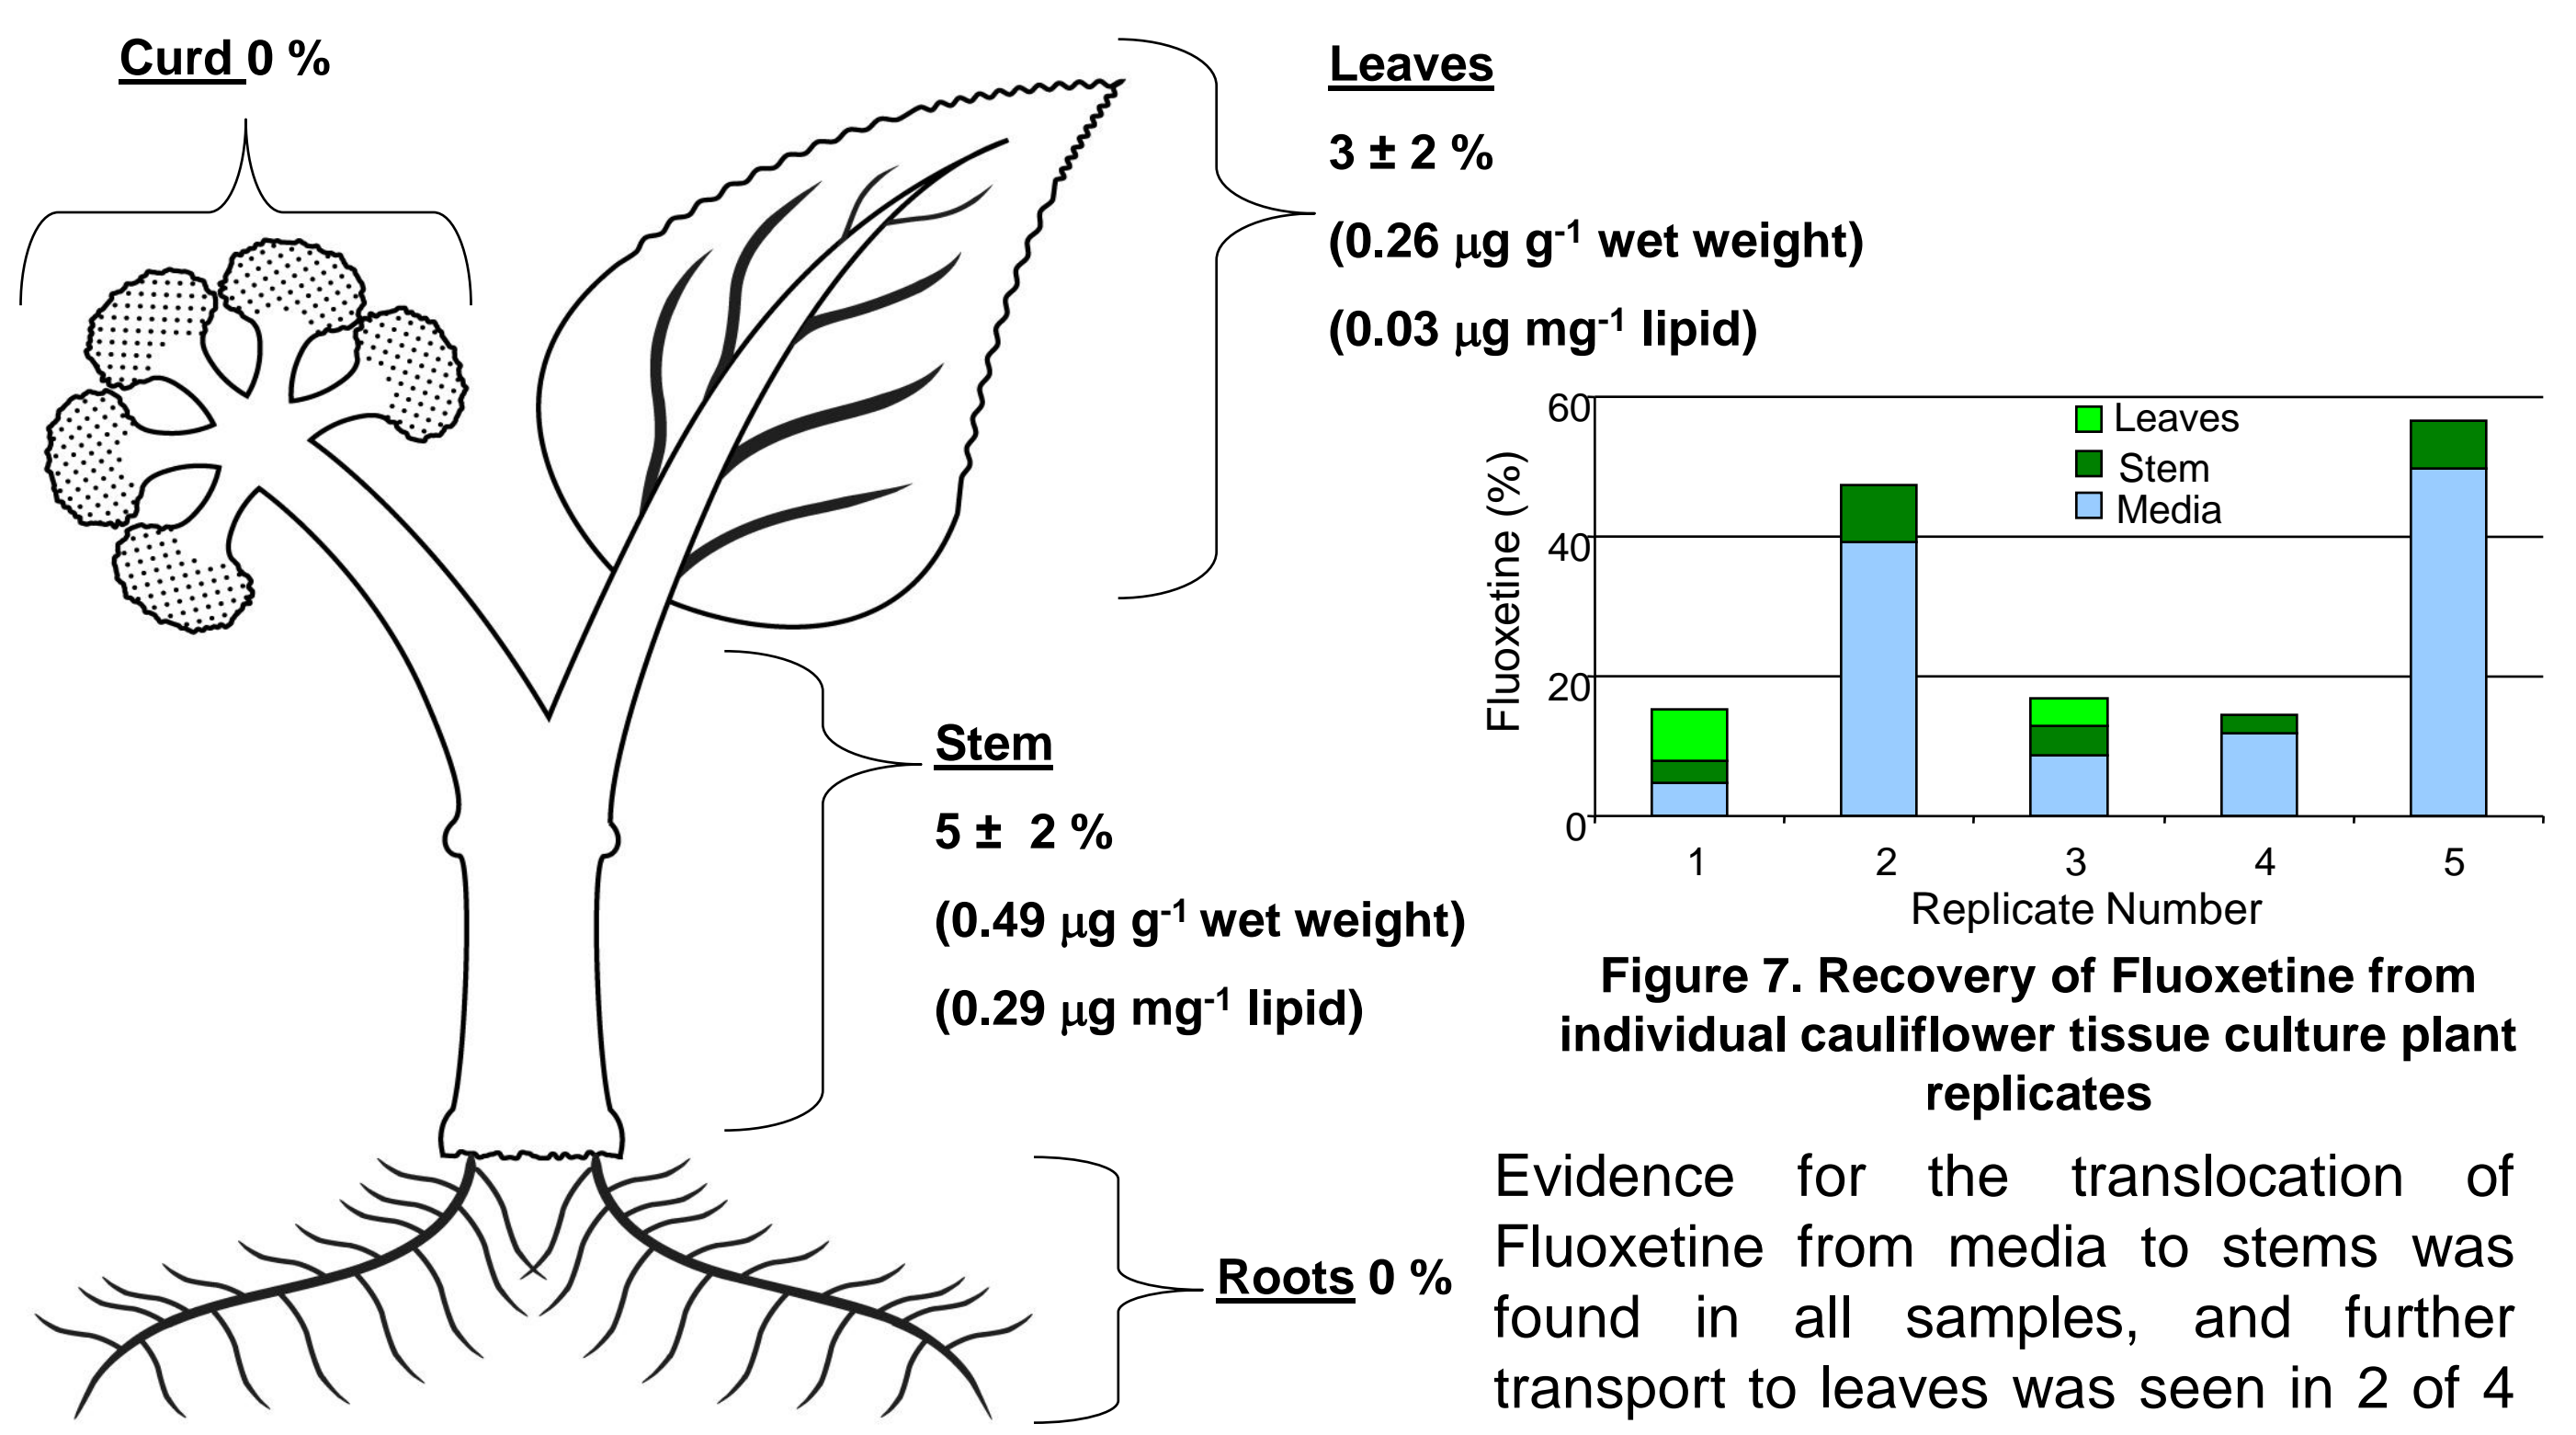 Curd 0 %
Leaves
3 ± 2 %
(0.26 µg g-1 wet weight)
(0.03 µg mg-1 lipid)
Stem
5 ± 2 %
(0.49 µg g-1 wet weight)
(0.29 µg mg-1 lipid)
Roots 0 %
Fluoxetine (%)
60
40
20
0
Leaves
Stem
Media
1 2 3 4 5
Replicate Number
Figure 7. Recovery of Fluoxetine from
individual cauliflower tissue culture plant
replicates
Evidence for the translocation of
Fluoxetine from media to stems was
found in all samples, and further
transport to leaves was seen in 2 of 4